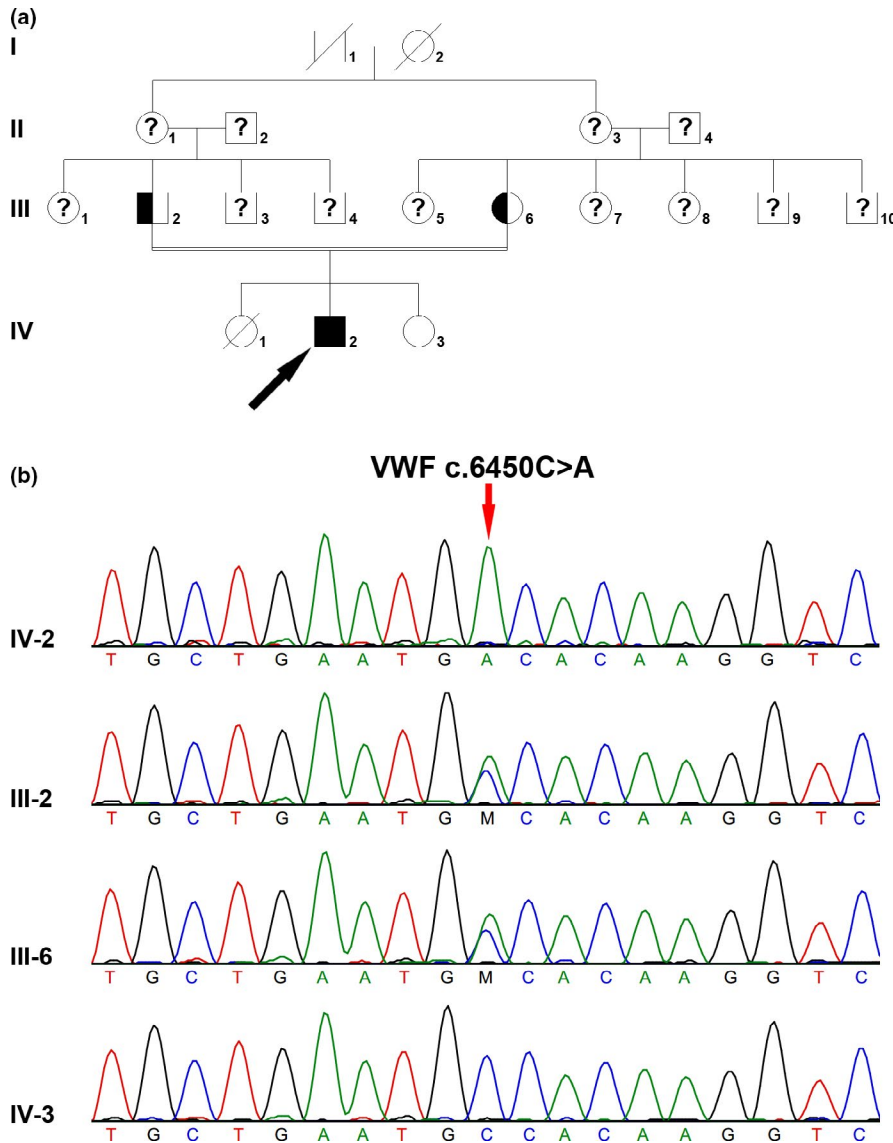 (a)
I
1 2
II
? 1 ? 2 ? 3 ? 4
III
? 1 2 ? 3 ? 4 ? 5 6 ? 7 ? 8 ? 9 ? 10
IV
1 2 3
(b)
VWF c.6450C>A
IV-2
T G C T G A A T G A C A C A A G G T C
III-2
T G C T G A A T G M C A C A A G G T C
III-6
T G C T G A A T G M C A C A A G G T C
IV-3
T G C T G A A T G C C A C A A G G T C